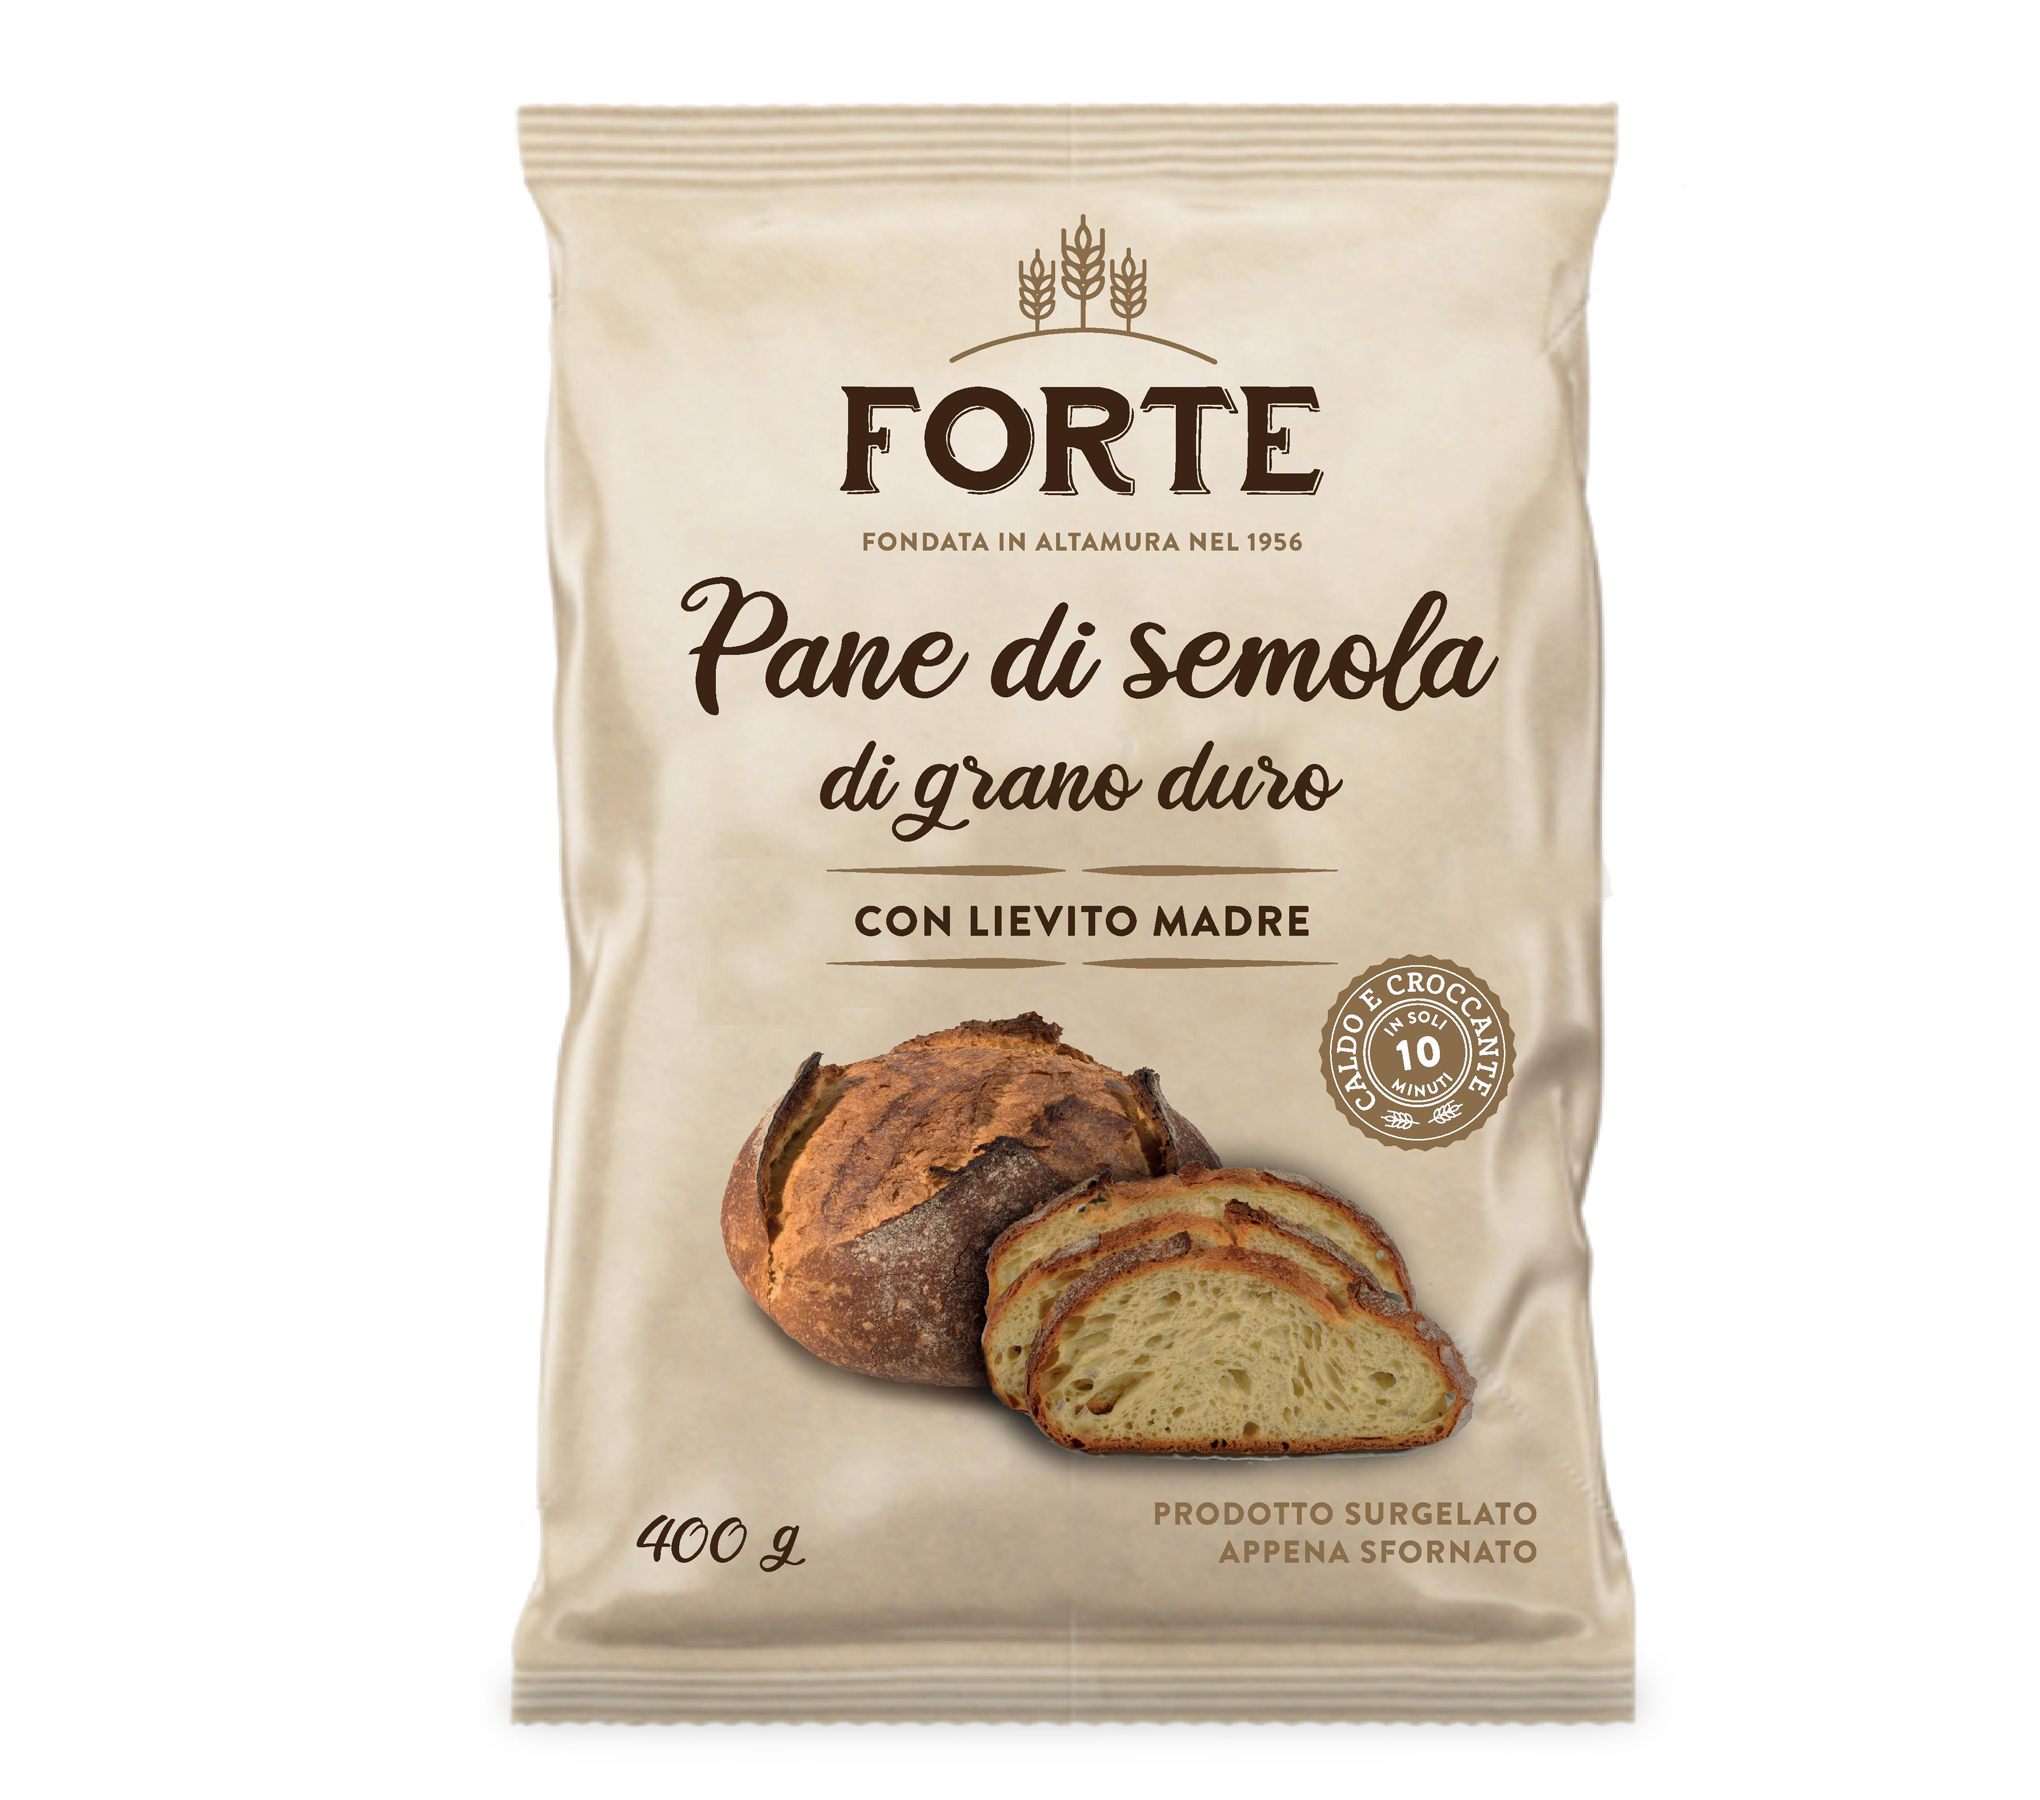 FORTE
FONDATA IN ALTAMURA NEL 1956
Pane di semola
di grano duro
CON LIEVITO MADRE
CALDO E CROCCANTE
IN SOLI
10
MINUTI
400 g
PRODOTTO SURGELATO
APPENA SFORNATO